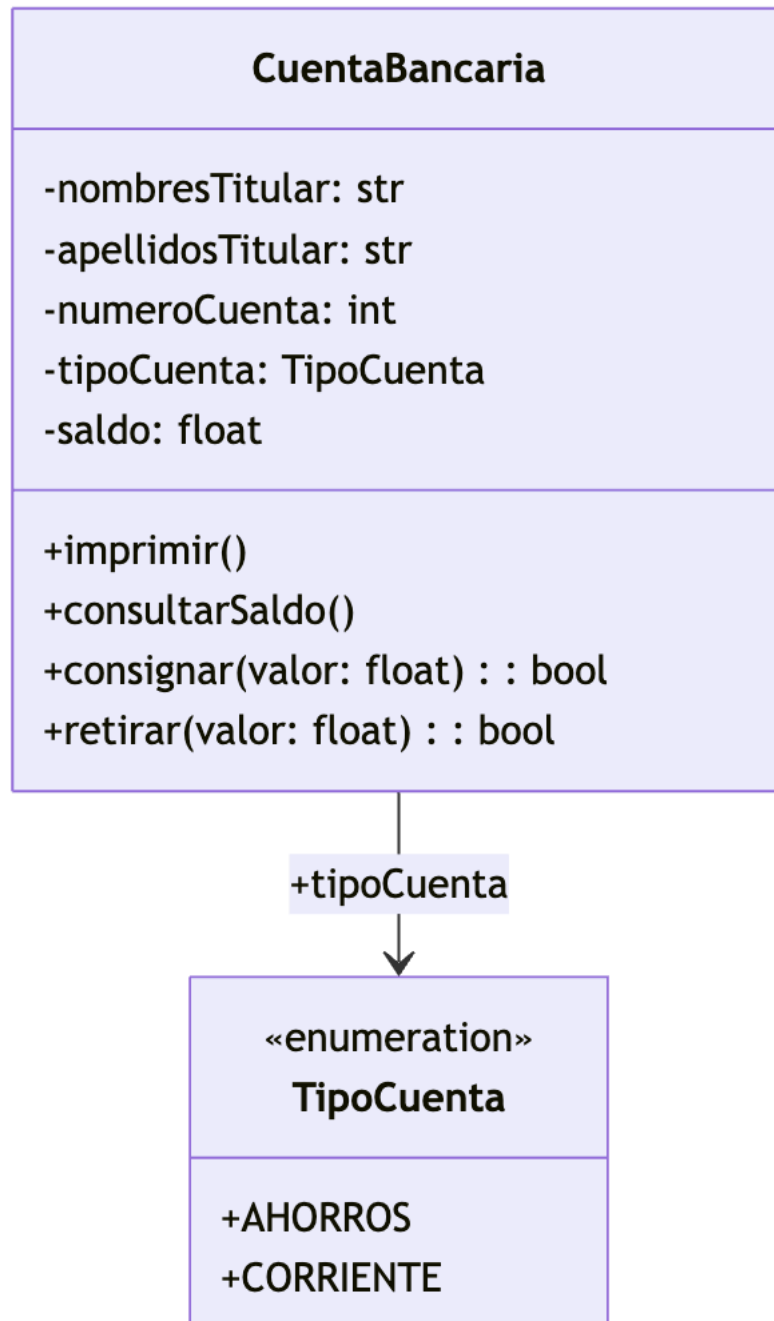 CuentaBancaria
-nombresTitular: str
-apellidosTitular: str
-numeroCuenta: int
-tipoCuenta: TipoCuenta
-saldo: float
+imprimir()
+consultarSaldo()
+consignar(valor: float) : : bool
+retirar(valor: float) : : bool
+tipoCuenta
«enumeration»
TipoCuenta
+AHORROS
+CORRIENTE